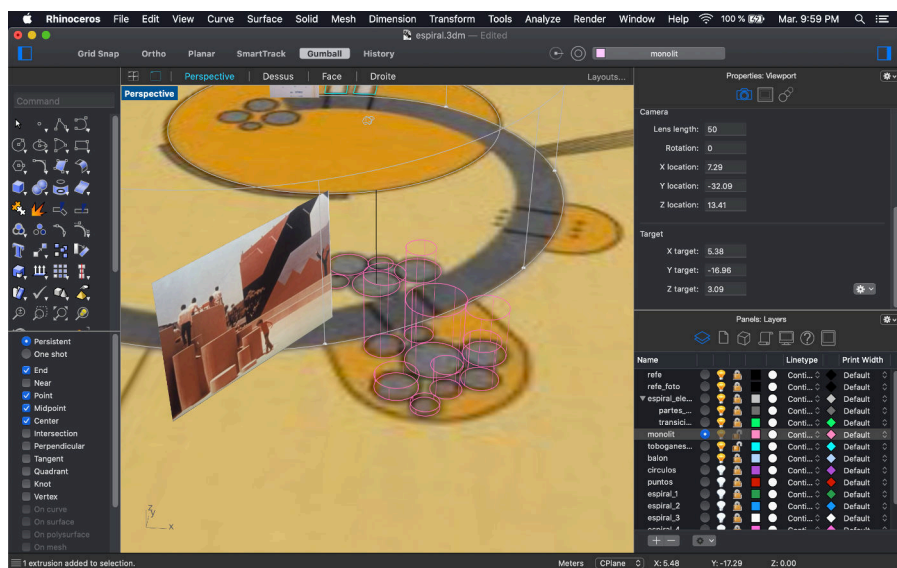 Rhinoceros File Edit View Curve Surface Solid Mesh Dimension Transform Tools Analyze Render Window Help 100 % Mar. 9:59 PM
espiral.3dm — Edited
Grid Snap Ortho Planar SmartTrack Gumball History monolit
Perspective Dessus Face Droite Layouts...
Properties: Viewport
Perspective
Command
Camera
Lens length: 50
Rotation: 0
X location: 7.29
Y location: -32.09
Z location: 13.41
Target
X target: 5.38
Y target: -16.96
Z target: 3.09
Panels: Layers
Name Linetype Print Width
refe Conti... Default
refe_foto Conti... Default
espiral_ele... Conti... Default
partes_... Conti... Default
transici... Conti... Default
monolit Conti... Default
toboganes... Conti... Default
balon Conti... Default
circulos Conti... Default
puntos Conti... Default
espiral_1 Conti... Default
espiral_2 Conti... Default
espiral_3 Conti... Default
espiral_4 Conti... Default
Persistent
One shot
End
Near
Point
Midpoint
Center
Intersection
Perpendicular
Tangent
Quadrant
Knot
Vertex
On curve
On surface
On polysurface
On mesh
z
y
x
1 extrusion added to selection. Meters CPlane X: 5.48 Y: -17.29 Z: 0.00